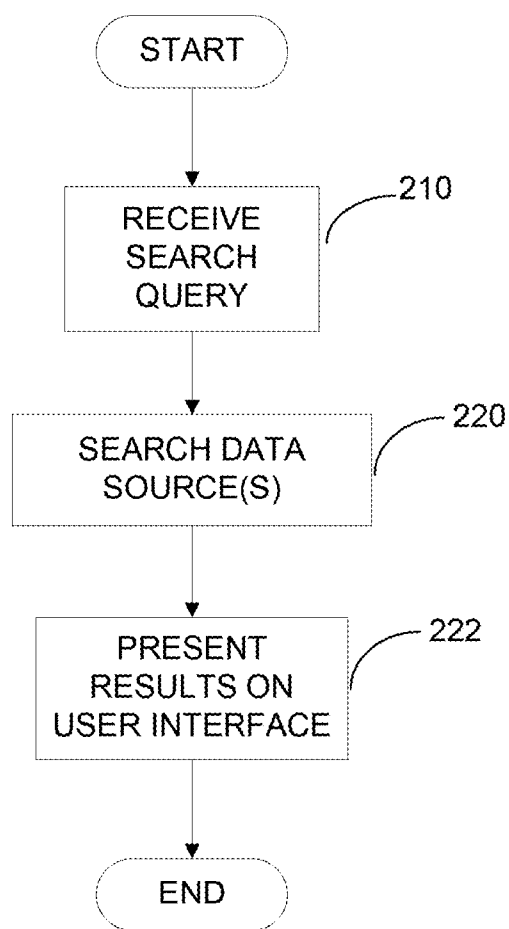 START
210
RECEIVE
SEARCH
QUERY
220
SEARCH DATA
SOURCE(S)
222
PRESENT
RESULTS ON
USER INTERFACE
END